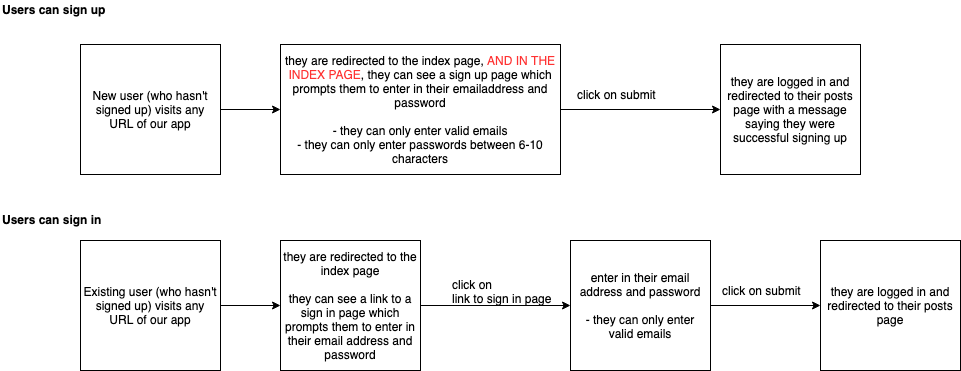 Users can sign up
New user (who hasn't
signed up) visits any
URL of our app
they are redirected to the index page, AND IN THE
INDEX PAGE, they can see a sign up page which
prompts them to enter in their emailaddress and
password
- they can only enter valid emails
- they can only enter passwords between 6-10
characters
click on submit
they are logged in and
redirected to their posts
page with a message
saying they were
successful signing up
Users can sign in
Existing user (who hasn't
signed up) visits any
URL of our app
they are redirected to the
index page
they can see a link to a
sign in page which
prompts them to enter in
their email address and
password
click on
link to sign in page
enter in their email
address and password
- they can only enter
valid emails
click on submit
they are logged in and
redirected to their posts
page